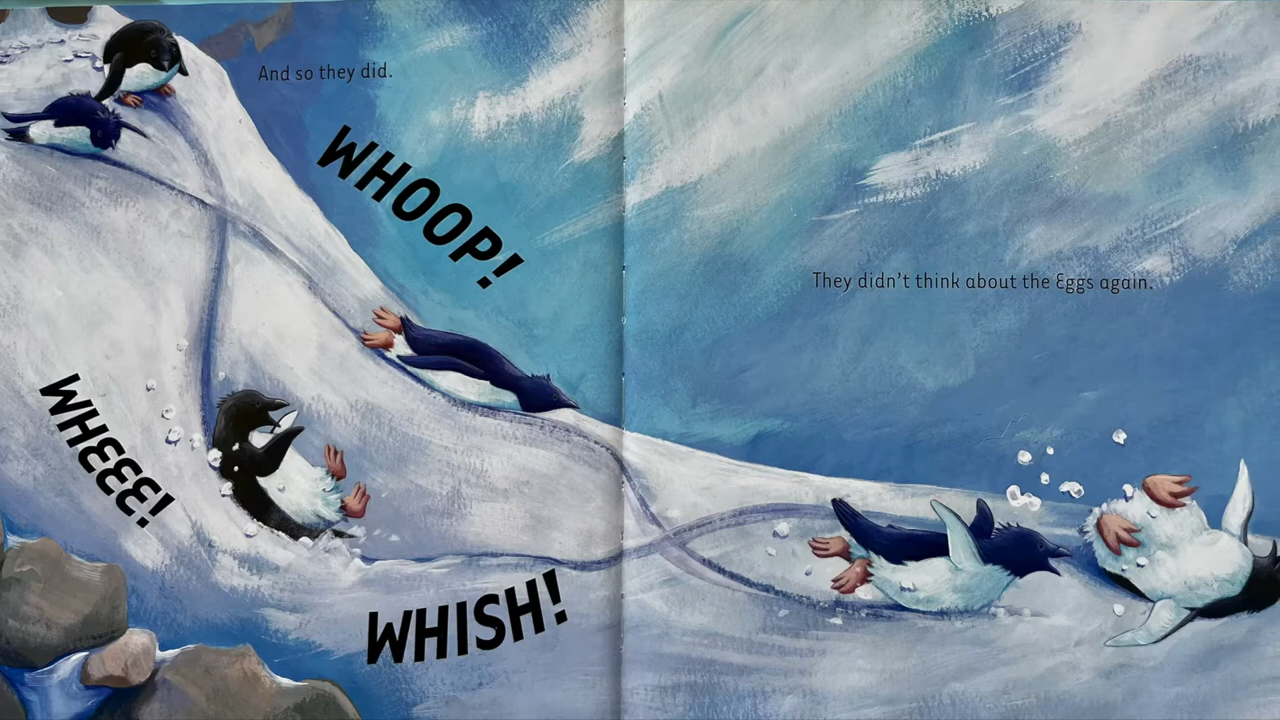 And so they did.
WHOOP!
WHEEE!
WHISH!
They didn't think about the Eggs again.